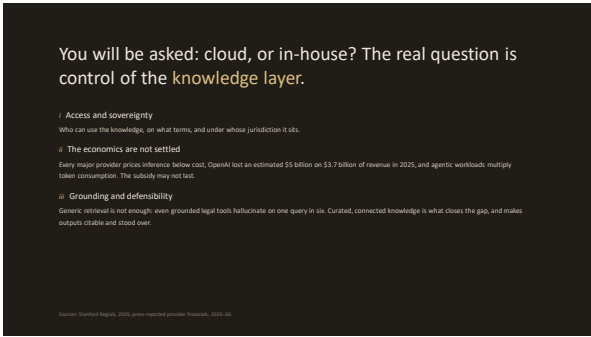 You will be asked: cloud, or in-house? The real question is
control of the knowledge layer.
i Access and sovereignty
Who can use the knowledge, on what terms, and under whose jurisdiction it sits.
ii The economics are not settled
Every major provider prices inference below cost, OpenAI lost an estimated $5 billion on $3.7 billion of revenue in 2025, and agentic workloads multiply
token consumption. The subsidy may not last.
iii Grounding and defensibility
Generic retrieval is not enough: even grounded legal tools hallucinate on one query in six. Curated, connected knowledge is what closes the gap, and makes
outputs citable and stood over.
Sources: Stanford RegLab, 2025; press-reported provider financials, 2025–26.